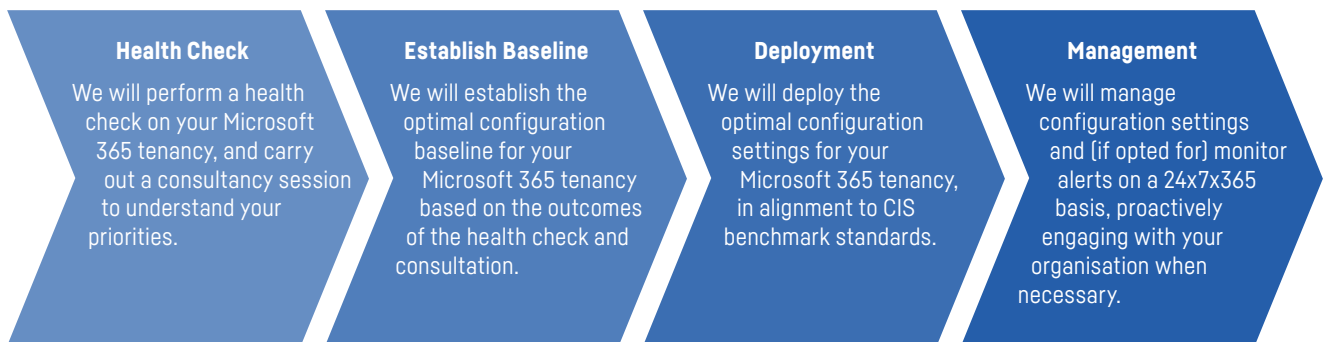 Health Check
We will perform a health
check on your Microsoft
365 tenancy, and carry
out a consultancy session
to understand your
priorities.
Establish Baseline
We will establish the
optimal configuration
baseline for your
Microsoft 365 tenancy
based on the outcomes
of the health check and
consultation.
Deployment
We will deploy the
optimal configuration
settings for your
Microsoft 365 tenancy,
in alignment to CIS
benchmark standards.
Management
We will manage
configuration settings
and (if opted for) monitor
alerts on a 24x7x365
basis, proactively
engaging with your
organisation when
necessary.